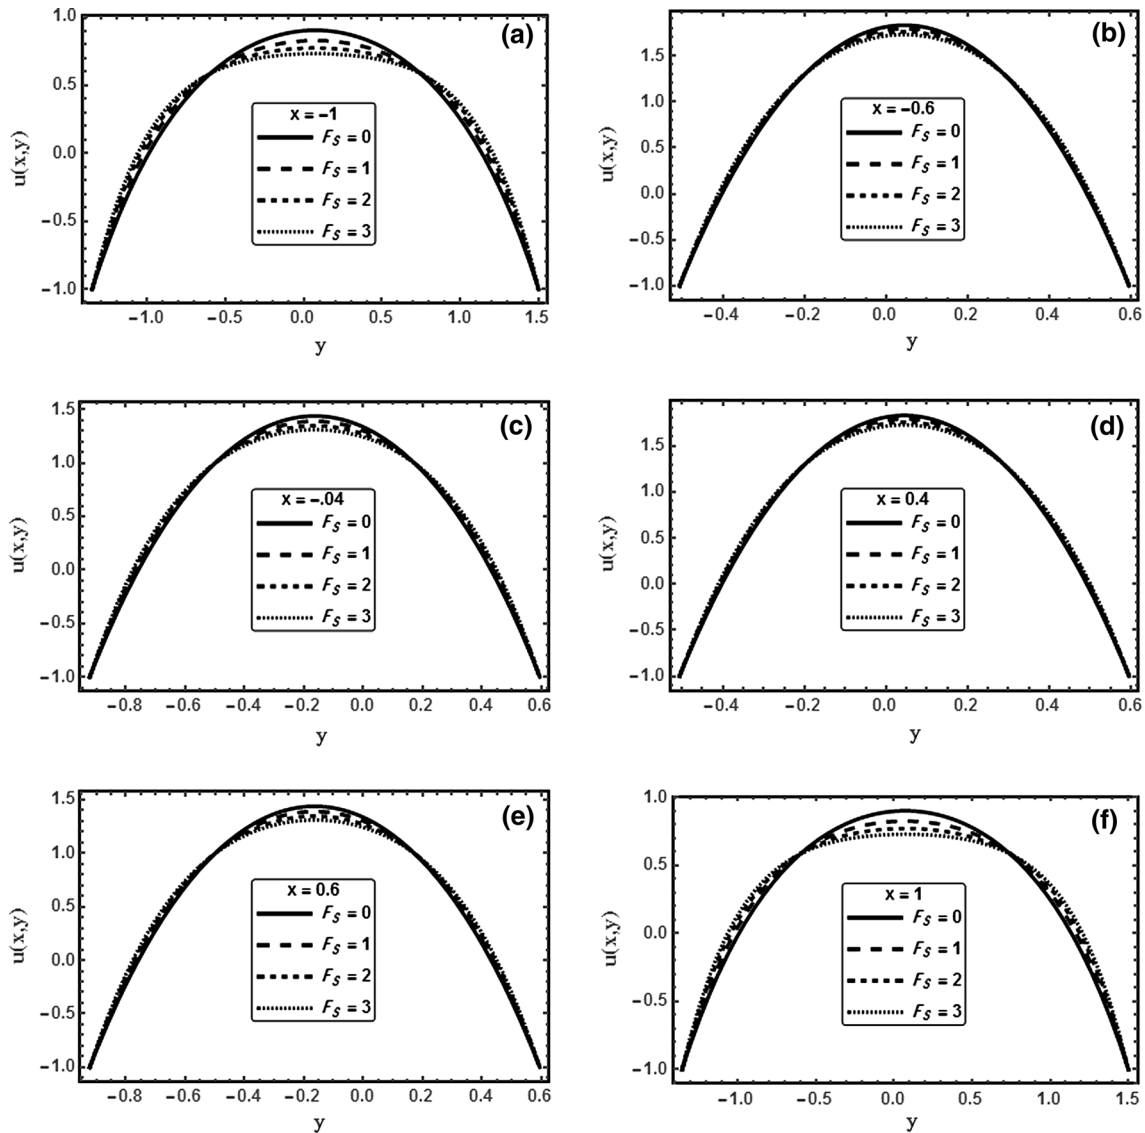 (a)
1.0
0.5
0.0
−0.5
−1.0
u(x,y)
x = −1
F_S = 0
F_S = 1
F_S = 2
F_S = 3
−1.0 −0.5 0.0 0.5 1.0 1.5
y
(b)
1.5
1.0
0.5
0.0
−0.5
−1.0
u(x,y)
x = −0.6
F_S = 0
F_S = 1
F_S = 2
F_S = 3
−0.4 −0.2 0.0 0.2 0.4 0.6
y
(c)
1.5
1.0
0.5
0.0
−0.5
−1.0
u(x,y)
x = −.04
F_S = 0
F_S = 1
F_S = 2
F_S = 3
−0.8 −0.6 −0.4 −0.2 0.0 0.2 0.4 0.6
y
(d)
1.5
1.0
0.5
0.0
−0.5
−1.0
u(x,y)
x = 0.4
F_S = 0
F_S = 1
F_S = 2
F_S = 3
−0.4 −0.2 0.0 0.2 0.4 0.6
y
(e)
1.5
1.0
0.5
0.0
−0.5
−1.0
u(x,y)
x = 0.6
F_S = 0
F_S = 1
F_S = 2
F_S = 3
−0.8 −0.6 −0.4 −0.2 0.0 0.2 0.4 0.6
y
(f)
1.0
0.5
0.0
−0.5
−1.0
u(x,y)
x = 1
F_S = 0
F_S = 1
F_S = 2
F_S = 3
−1.0 −0.5 0.0 0.5 1.0 1.5
y